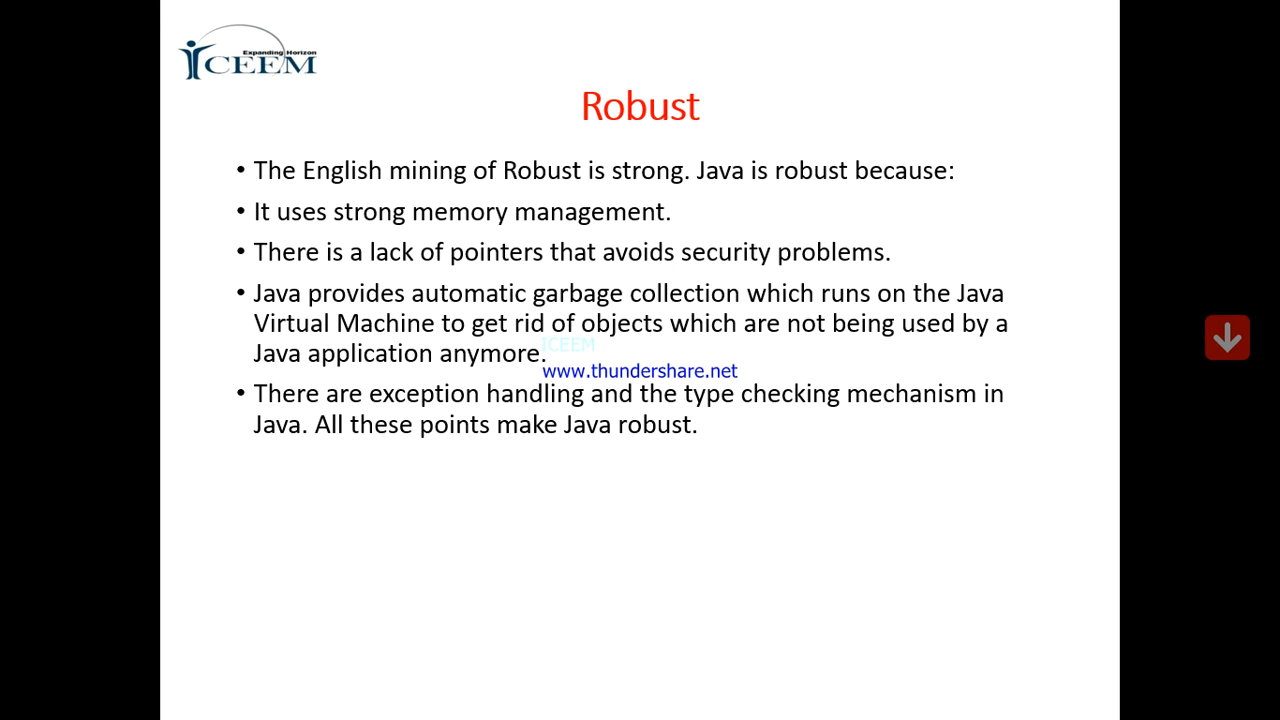 Expanding Horizon
ICEEM
Robust
• The English mining of Robust is strong. Java is robust because:
• It uses strong memory management.
• There is a lack of pointers that avoids security problems.
• Java provides automatic garbage collection which runs on the Java
Virtual Machine to get rid of objects which are not being used by a
Java application anymore.
ICEEM
www.thundershare.net
• There are exception handling and the type checking mechanism in
Java. All these points make Java robust.